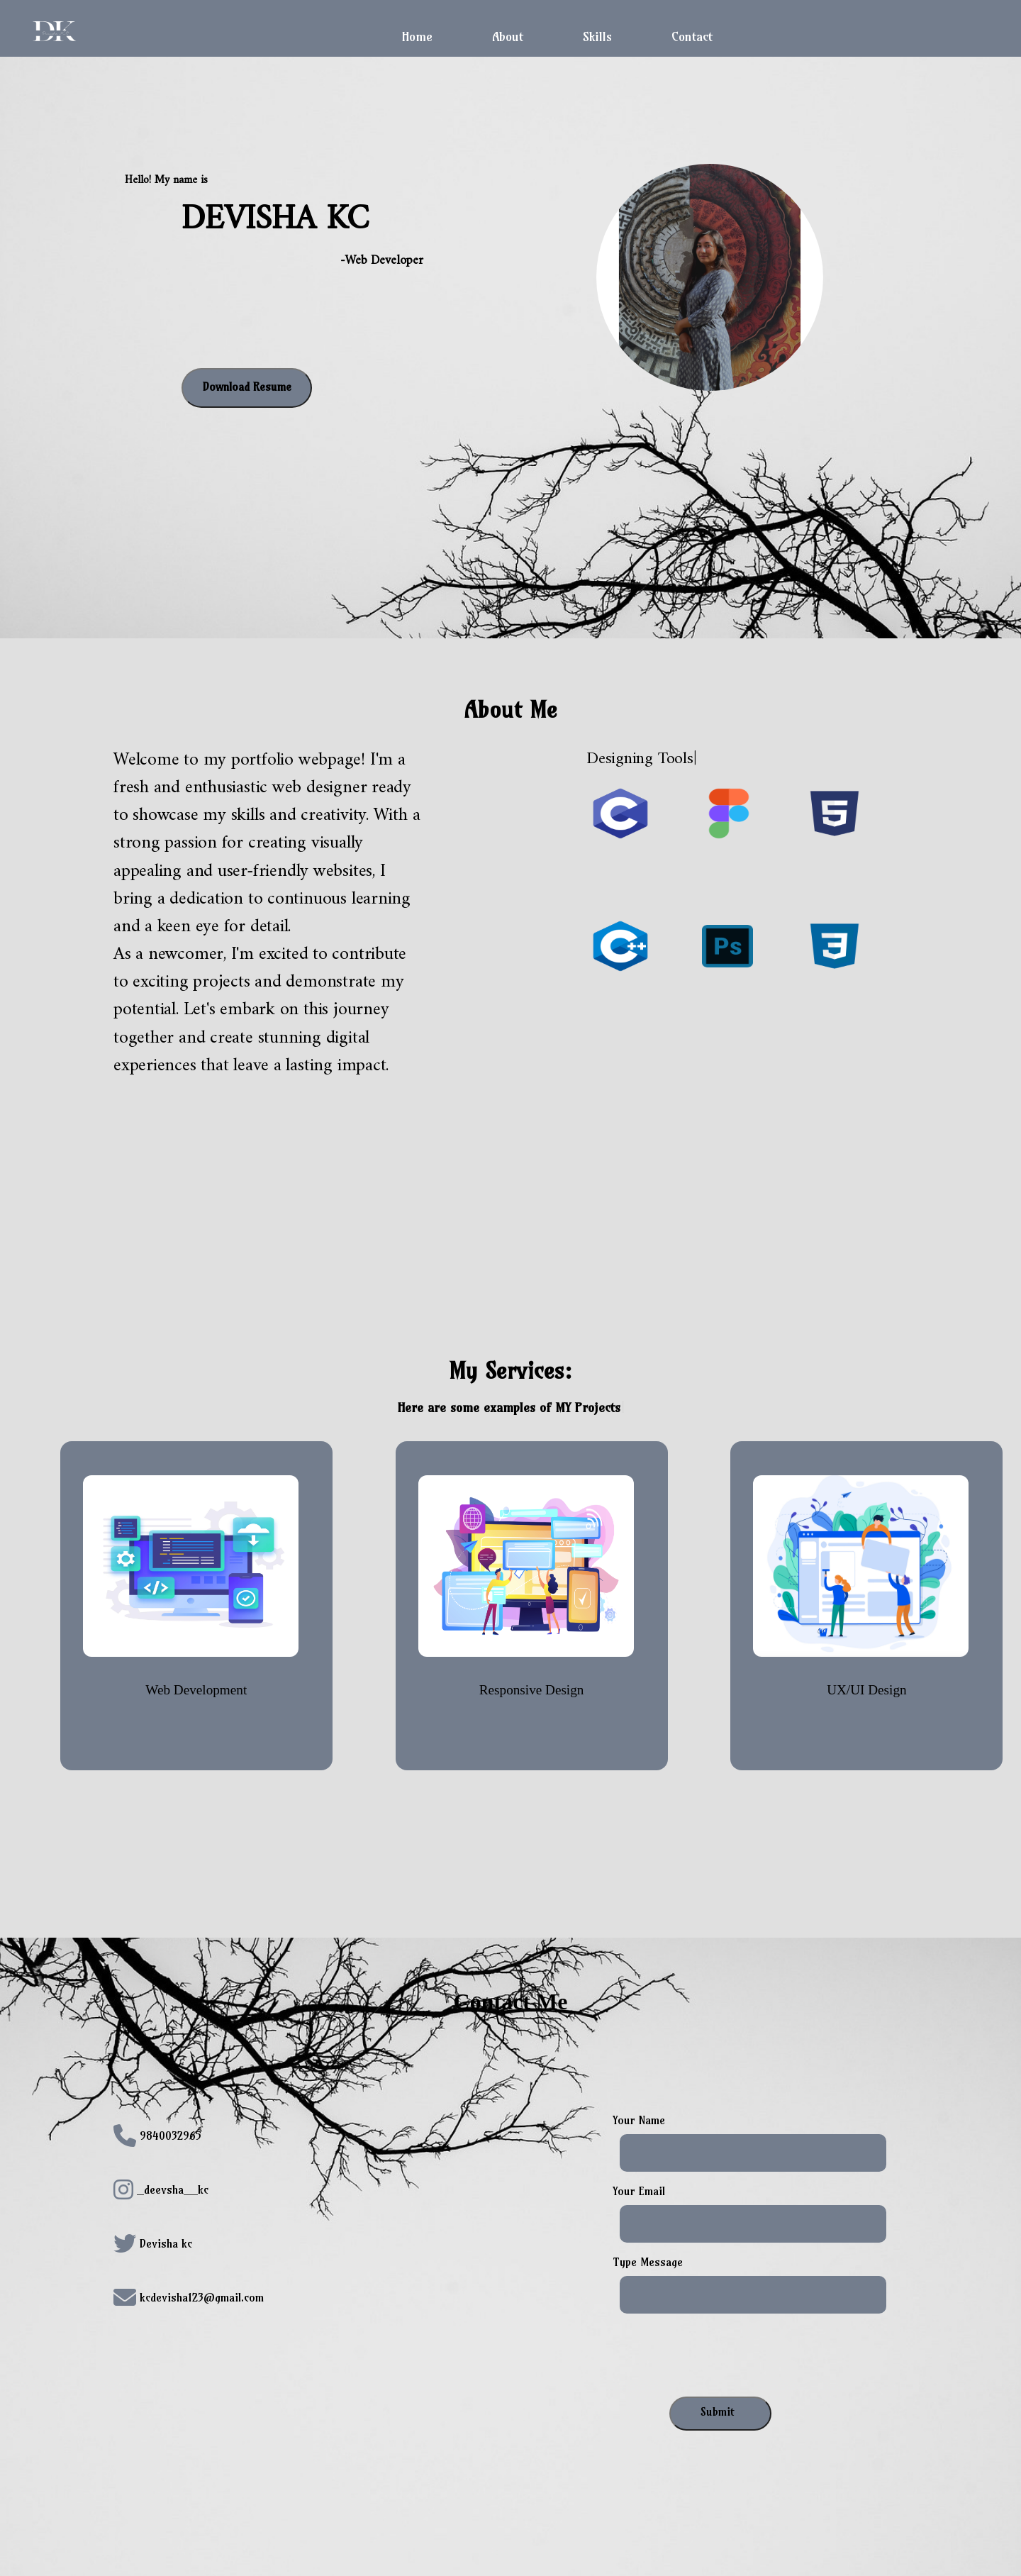 DK
Home About Skills Contact
Hello! My name is
DEVISHA KC
-Web Developer
Download Resume
About Me
Welcome to my portfolio webpage! I'm a
fresh and enthusiastic web designer ready
to showcase my skills and creativity. With a
strong passion for creating visually
appealing and user-friendly websites, I
bring a dedication to continuous learning
and a keen eye for detail.
As a newcomer, I'm excited to contribute
to exciting projects and demonstrate my
potential. Let's embark on this journey
together and create stunning digital
experiences that leave a lasting impact.
Designing Tools|
C 5
C++ Ps 3
My Services:
Here are some examples of MY Projects
</>
Web Development
Responsive Design
UX/UI Design
Contact Me
9840032965
_deevsha__kc
Devisha kc
kcdevisha123@gmail.com
Your Name
Your Email
Type Message
Submit